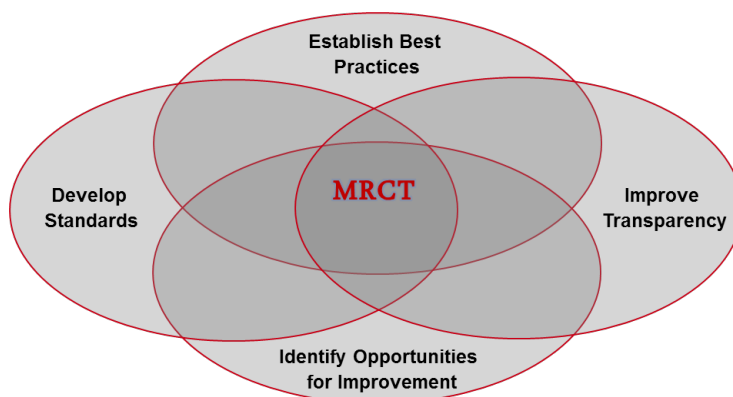 Establish Best
Practices
MRCT
Develop
Standards
Improve
Transparency
Identify Opportunities
for Improvement